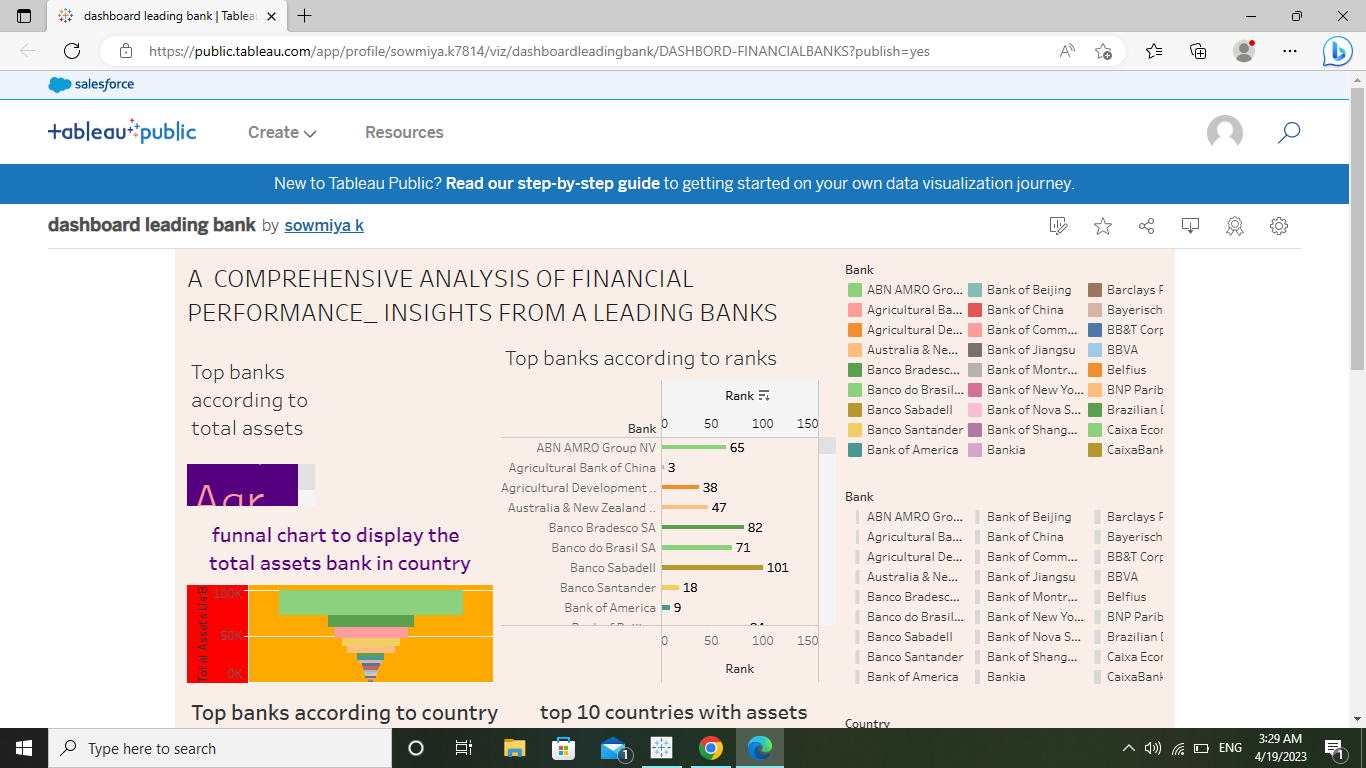 dashboard leading bank | Tablea
https://public.tableau.com/app/profile/sowmiya.k7814/viz/dashboardleadingbank/DASHBORD-FINANCIALBANKS?publish=yes
salesforce
+ableau+public
Create
Resources
New to Tableau Public? Read our step-by-step guide to getting started on your own data visualization journey.
dashboard leading bank by sowmiya k
A COMPREHENSIVE ANALYSIS OF FINANCIAL
PERFORMANCE_ INSIGHTS FROM A LEADING BANKS
Top banks
according to
total assets
Agr
funnal chart to display the
total assets bank in country
Total Assets Us B
100K
50K
0K
Top banks according to ranks
Rank
Bank
0 50 100 150
ABN AMRO Group NV 65
Agricultural Bank of China 3
Agricultural Development .. 38
Australia & New Zealand .. 47
Banco Bradesco SA 82
Banco do Brasil SA 71
Banco Sabadell 101
Banco Santander 18
Bank of America 9
0 50 100 150
Rank
Top banks according to country
top 10 countries with assets
Bank
ABN AMRO Gro... Bank of Beijing Barclays P
Agricultural Ba... Bank of China Bayerisch
Agricultural De... Bank of Comm... BB&T Corp
Australia & Ne... Bank of Jiangsu BBVA
Banco Bradesc... Bank of Montr... Belfius
Banco do Brasil... Bank of New Yo... BNP Parib
Banco Sabadell Bank of Nova S... Brazilian D
Banco Santander Bank of Shang... Caixa Econ
Bank of America Bankia CaixaBank
Bank
ABN AMRO Gro... Bank of Beijing Barclays P
Agricultural Ba... Bank of China Bayerisch
Agricultural De... Bank of Comm... BB&T Corp
Australia & Ne... Bank of Jiangsu BBVA
Banco Bradesc... Bank of Montr... Belfius
Banco do Brasil... Bank of New Yo... BNP Parib
Banco Sabadell Bank of Nova S... Brazilian D
Banco Santander Bank of Shang... Caixa Econ
Bank of America Bankia CaixaBank
Country
Type here to search
1
ENG
3:29 AM
4/19/2023
1